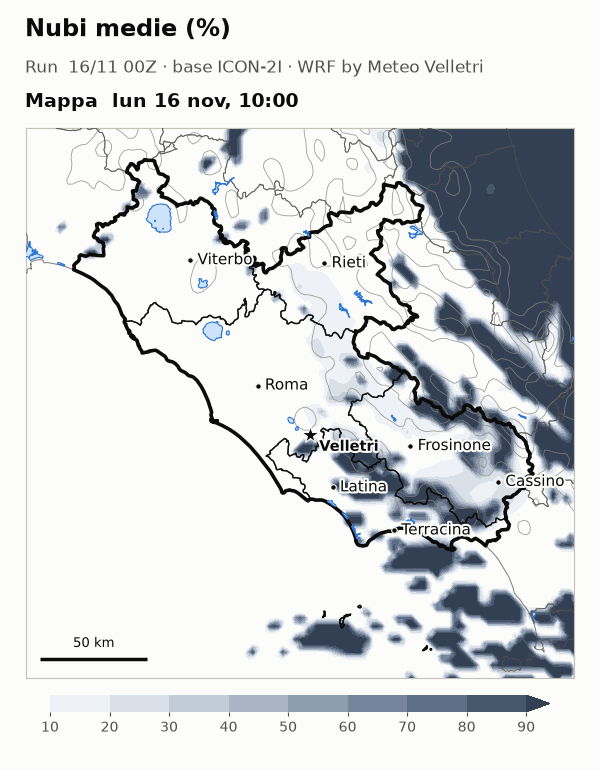 Nubi medie (%)
Run  16/11 00Z · base ICON-2I · WRF by Meteo Velletri
Mappa  lun 16 nov, 10:00
Viterbo
Rieti
Roma
Velletri
Frosinone
Latina
Cassino
Terracina
50 km
10 20 30 40 50 60 70 80 90